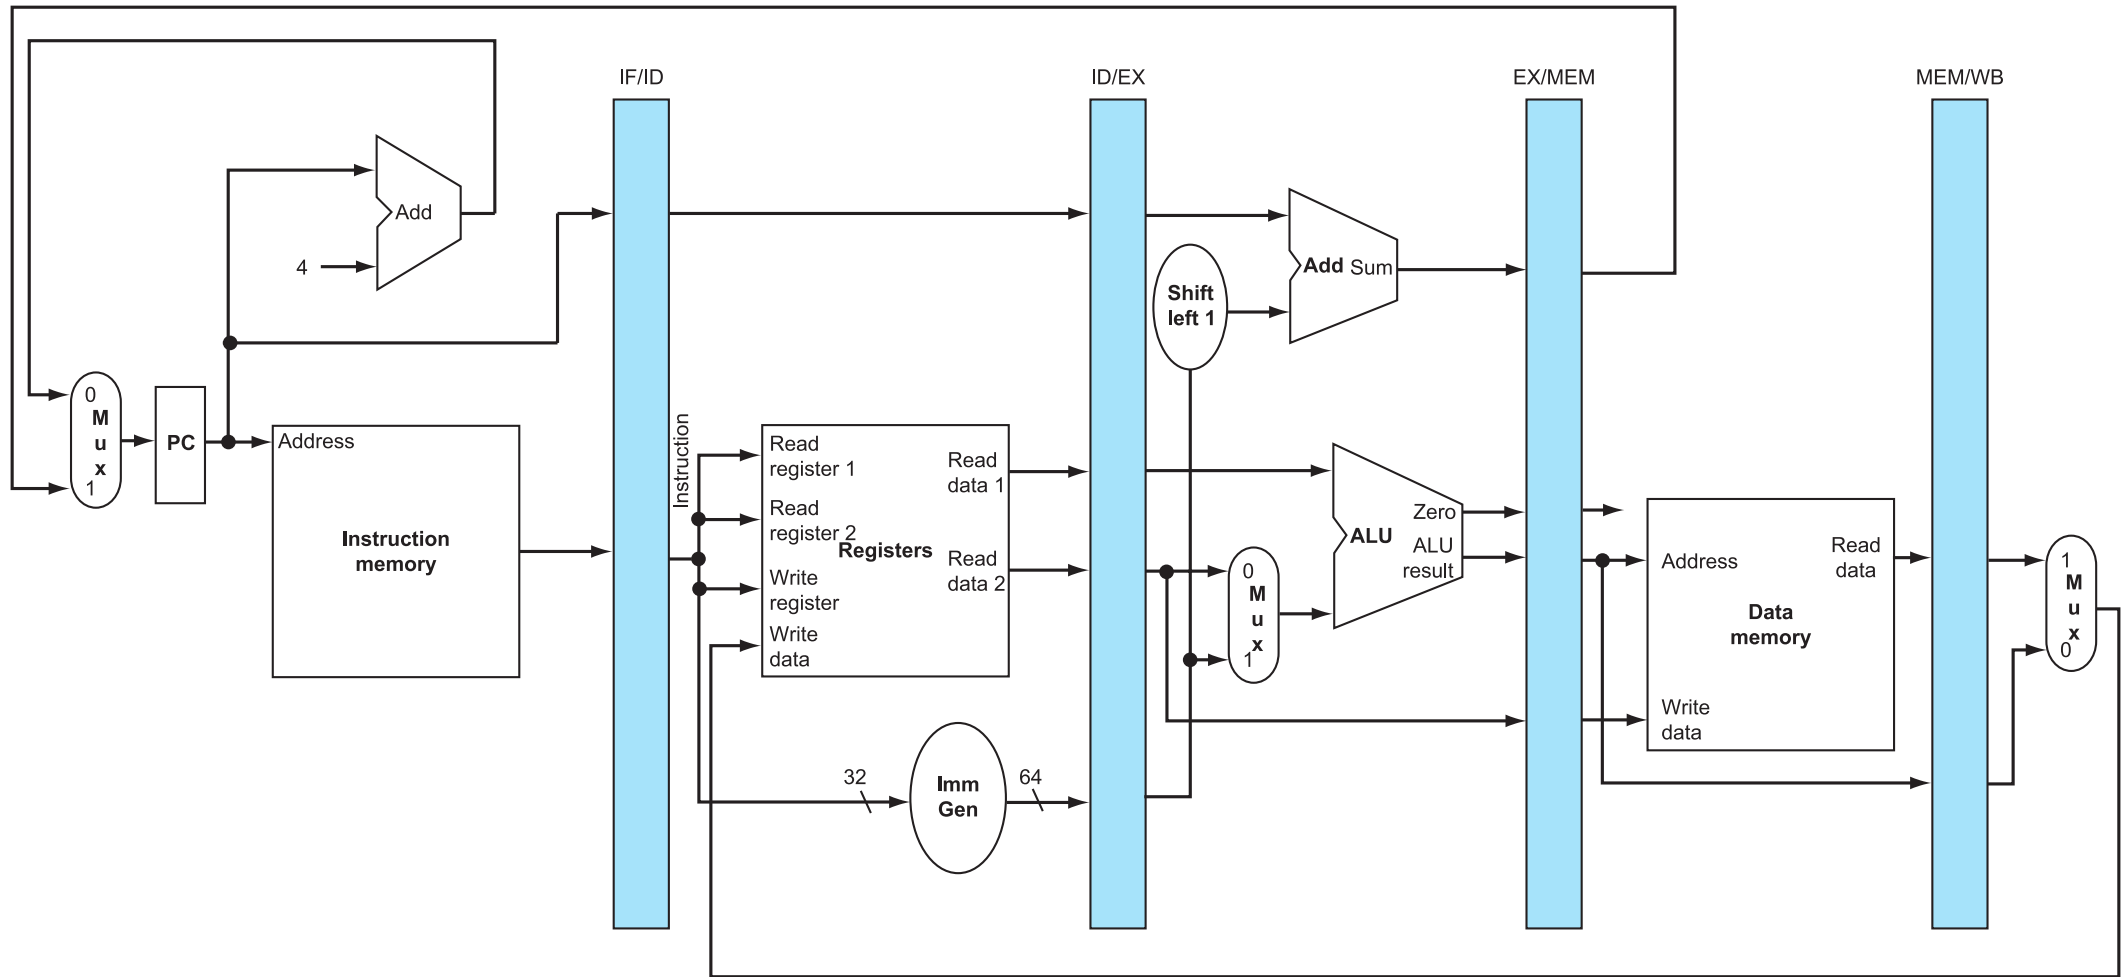 IF/ID
ID/EX
EX/MEM
MEM/WB
Add
4
Add Sum
Shift
left 1
0
M
u
x
1
PC
Address
Instruction
memory
Instruction
Read
register 1
Read
register 2
Registers
Write
register
Write
data
Read
data 1
Read
data 2
32
Imm
Gen
64
0
M
u
x
1
Zero
ALU
ALU
result
Address
Read
data
Data
memory
Write
data
1
M
u
x
0